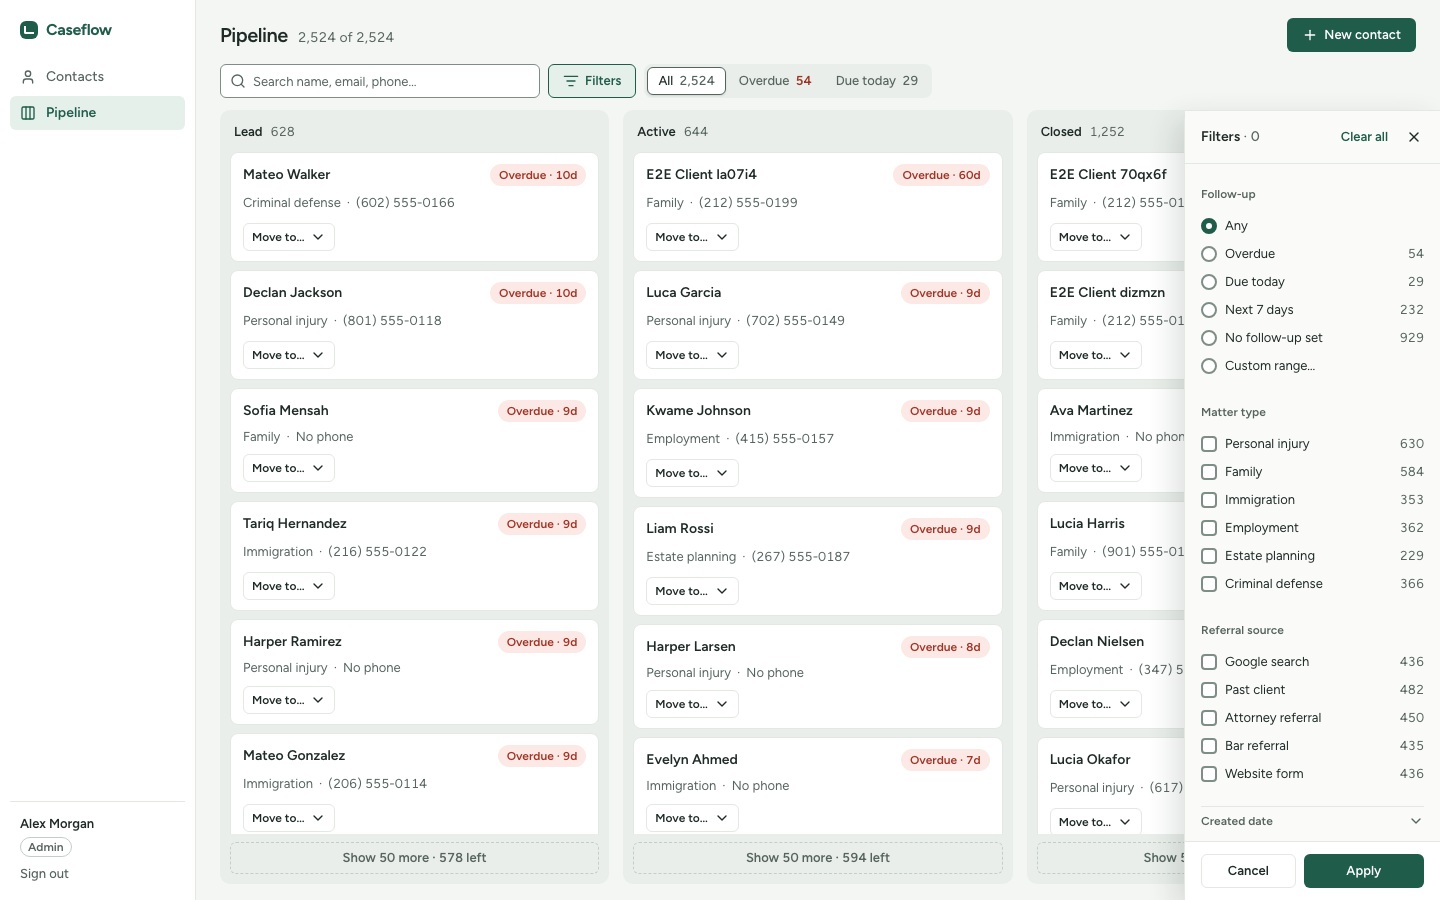 Caseflow
Contacts
Pipeline
Alex Morgan
Admin
Sign out
Pipeline 2,524 of 2,524
New contact
Search name, email, phone...
Filters
All 2,524
Overdue 54
Due today 29
Lead 628
Mateo Walker
Overdue · 10d
Criminal defense · (602) 555-0166
Move to...
Declan Jackson
Overdue · 10d
Personal injury · (801) 555-0118
Move to...
Sofia Mensah
Overdue · 9d
Family · No phone
Move to...
Tariq Hernandez
Overdue · 9d
Immigration · (216) 555-0122
Move to...
Harper Ramirez
Overdue · 9d
Personal injury · No phone
Move to...
Mateo Gonzalez
Overdue · 9d
Immigration · (206) 555-0114
Move to...
Show 50 more · 578 left
Active 644
E2E Client la07i4
Overdue · 60d
Family · (212) 555-0199
Move to...
Luca Garcia
Overdue · 9d
Personal injury · (702) 555-0149
Move to...
Kwame Johnson
Overdue · 9d
Employment · (415) 555-0157
Move to...
Liam Rossi
Overdue · 9d
Estate planning · (267) 555-0187
Move to...
Harper Larsen
Overdue · 8d
Personal injury · No phone
Move to...
Evelyn Ahmed
Overdue · 7d
Immigration · No phone
Move to...
Show 50 more · 594 left
Closed 1,252
E2E Client 70qx6f
Family · (212) 555-01
Move to...
E2E Client dizmzn
Family · (212) 555-01
Move to...
Ava Martinez
Immigration · No phon
Move to...
Lucia Harris
Family · (901) 555-01
Move to...
Declan Nielsen
Employment · (347) 5
Move to...
Lucia Okafor
Personal injury · (617)
Move to...
Show 5
Filters · 0
Clear all
Follow-up
Any
Overdue 54
Due today 29
Next 7 days 232
No follow-up set 929
Custom range...
Matter type
Personal injury 630
Family 584
Immigration 353
Employment 362
Estate planning 229
Criminal defense 366
Referral source
Google search 436
Past client 482
Attorney referral 450
Bar referral 435
Website form 436
Created date
Cancel
Apply